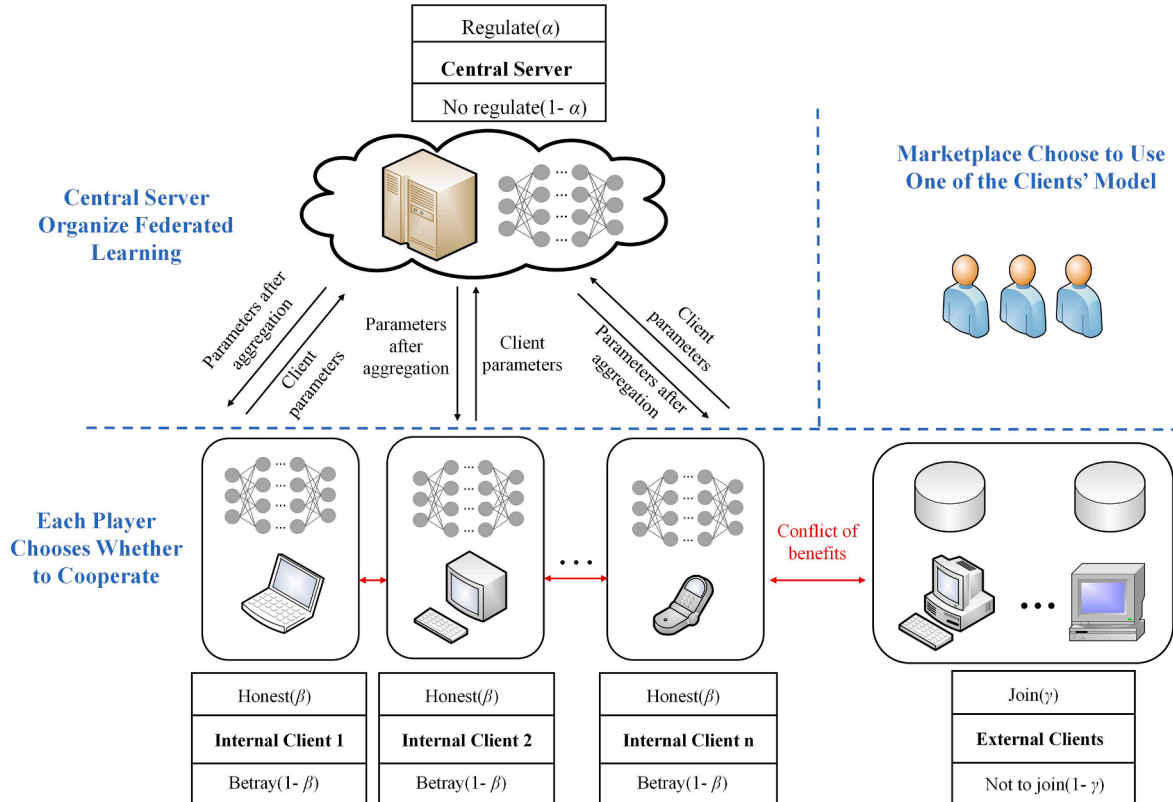 Regulate(α)
Central Server
No regulate(1- α)
Central Server
Organize Federated
Learning
Marketplace Choose to Use
One of the Clients' Model
Parameters after
aggregation
Client
parameters
Parameters
after
aggregation
Client
parameters
Client
parameters
Parameters after
aggregation
Each Player
Chooses Whether
to Cooperate
...
Conflict of
benefits
...
Honest(β)
Internal Client 1
Betray(1- β)
Honest(β)
Internal Client 2
Betray(1- β)
Honest(β)
Internal Client n
Betray(1- β)
Join(γ)
External Clients
Not to join(1- γ)